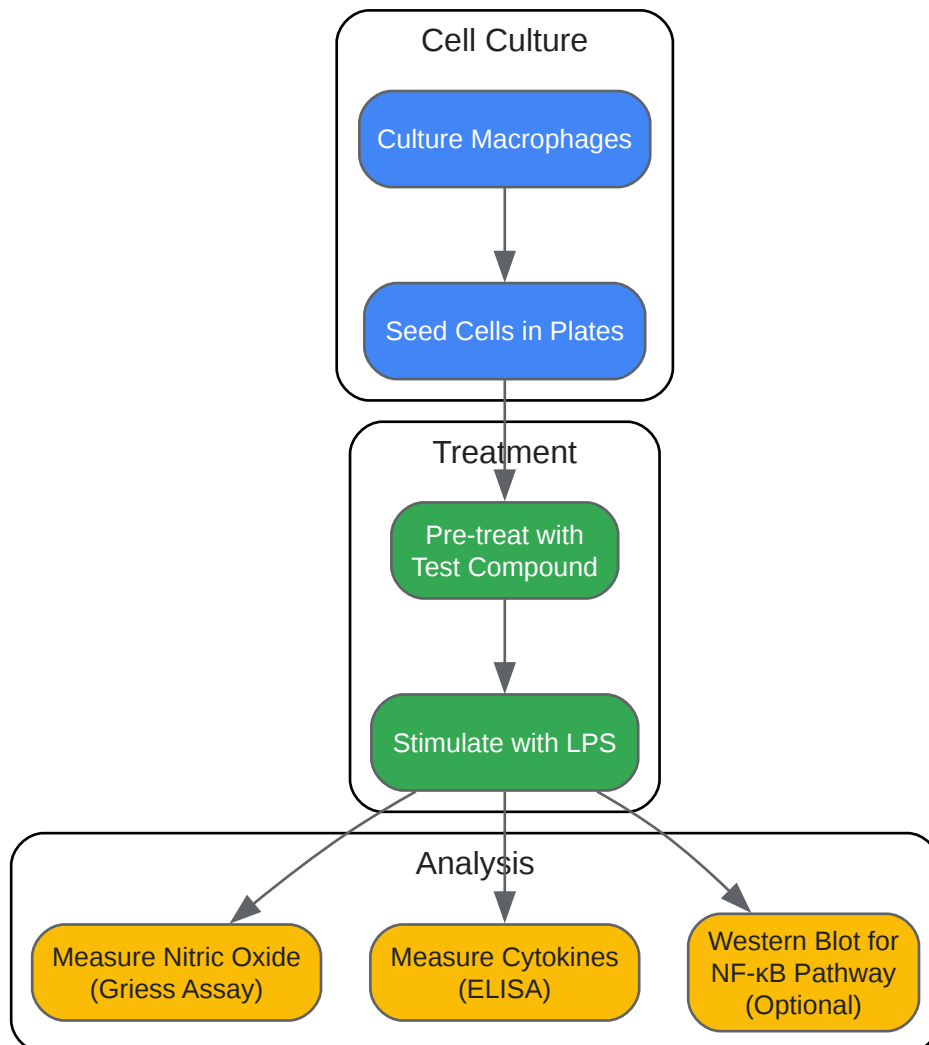 Cell Culture
Culture Macrophages
Seed Cells in Plates
Treatment
Pre-treat with
Test Compound
Stimulate with LPS
Analysis
Measure Nitric Oxide
(Griess Assay)
Measure Cytokines
(ELISA)
Western Blot for
NF-κB Pathway
(Optional)